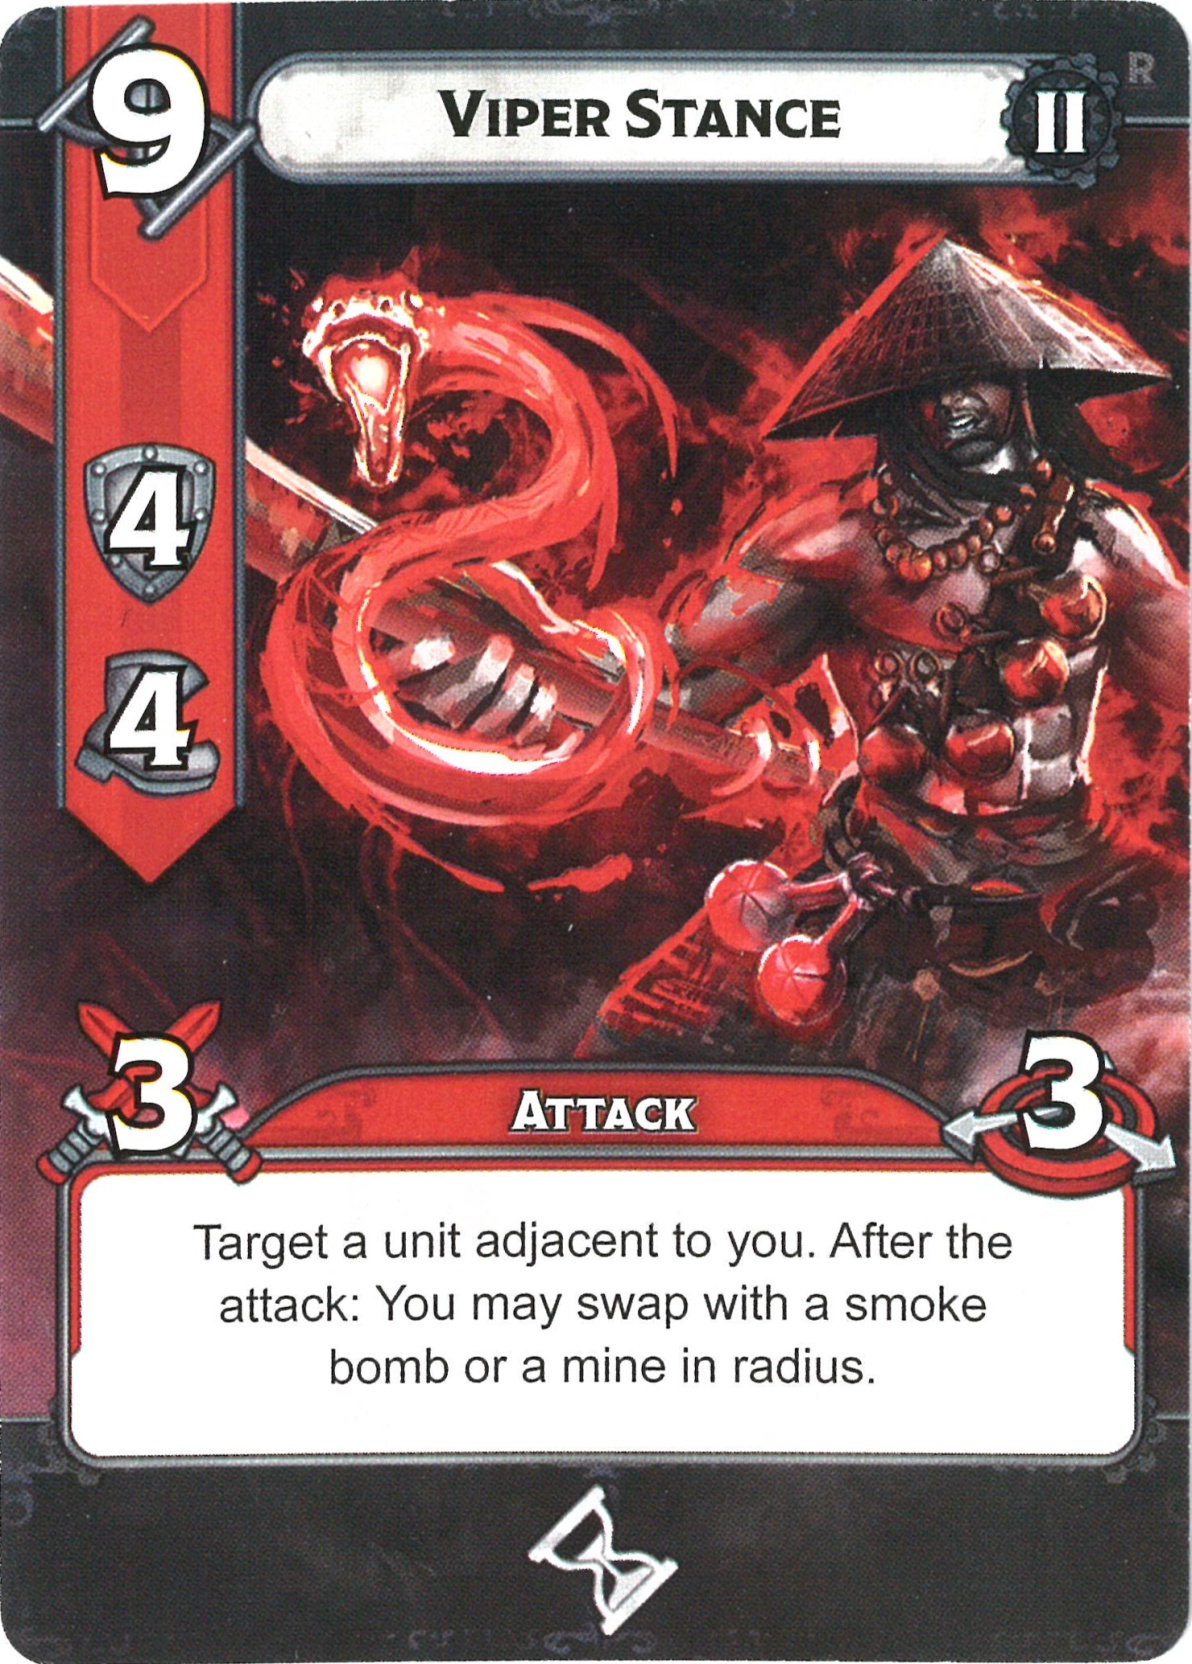 9
VIPER STANCE
II
R
4
4
3
ATTACK
3
Target a unit adjacent to you. After the
attack: You may swap with a smoke
bomb or a mine in radius.